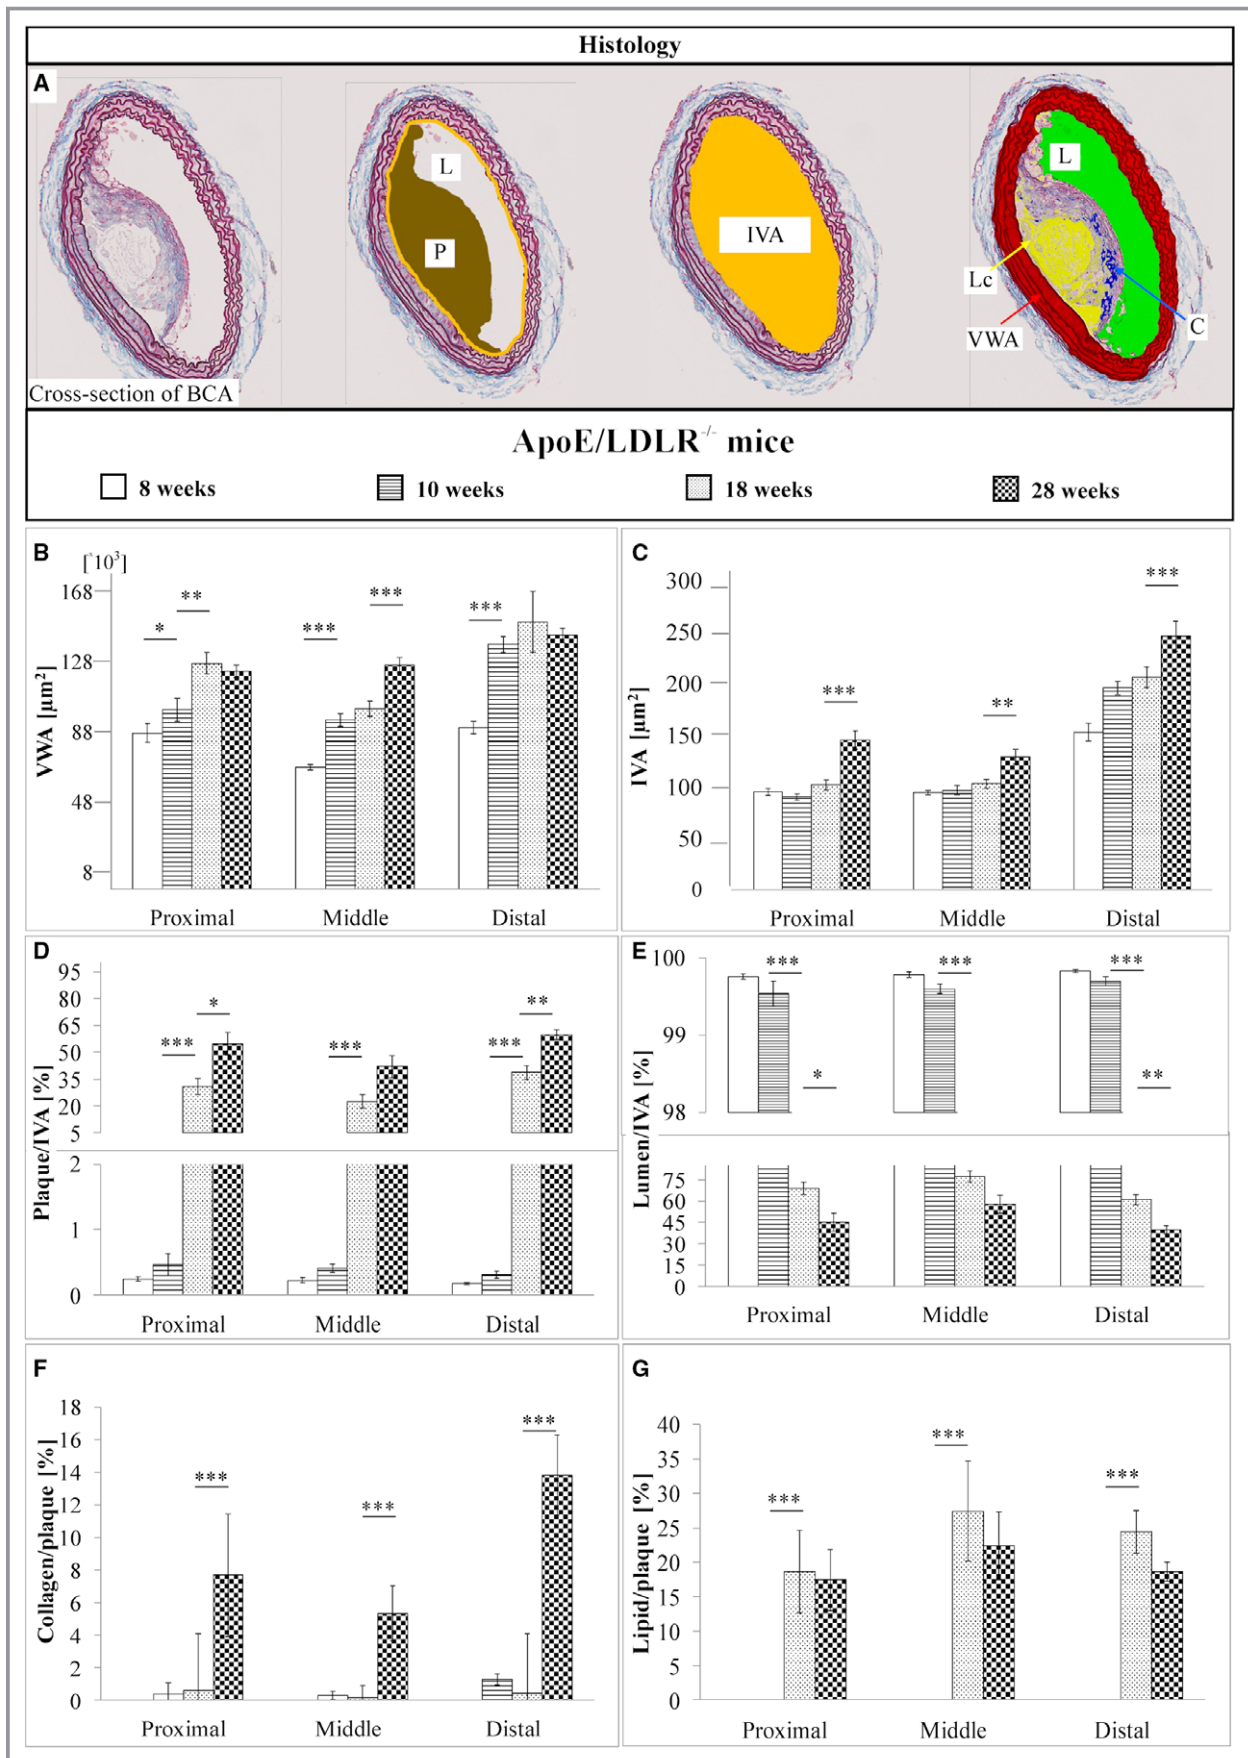 Histology
A
L
P
IVA
L
Lc
VWA
C
Cross-section of BCA
ApoE/LDLR-/- mice
8 weeks
10 weeks
18 weeks
28 weeks
B
[*10³]
VWA [µm²]
168
128
88
48
8
*
**
***
***
***
Proximal
Middle
Distal
C
IVA [µm²]
300
250
200
150
100
50
0
***
**
***
Proximal
Middle
Distal
D
Plaque/IVA [%]
95
80
65
50
35
20
5
2
1
0
***
*
***
***
**
Proximal
Middle
Distal
E
Lumen/IVA [%]
100
99
98
75
60
45
30
15
0
***
*
***
***
**
Proximal
Middle
Distal
F
Collagen/plaque [%]
18
16
14
12
10
8
6
4
2
0
***
***
***
Proximal
Middle
Distal
G
Lipid/plaque [%]
40
35
30
25
20
15
10
5
0
***
***
***
Proximal
Middle
Distal